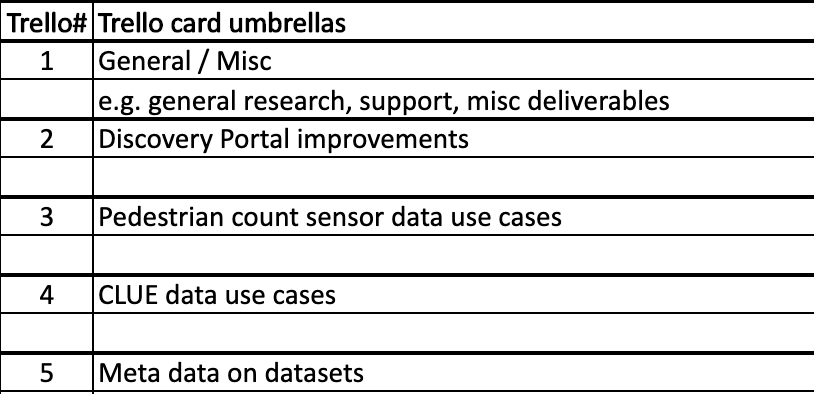 Trello# Trello card umbrellas
1 General / Misc
e.g. general research, support, misc deliverables
2 Discovery Portal improvements
3 Pedestrian count sensor data use cases
4 CLUE data use cases
5 Meta data on datasets